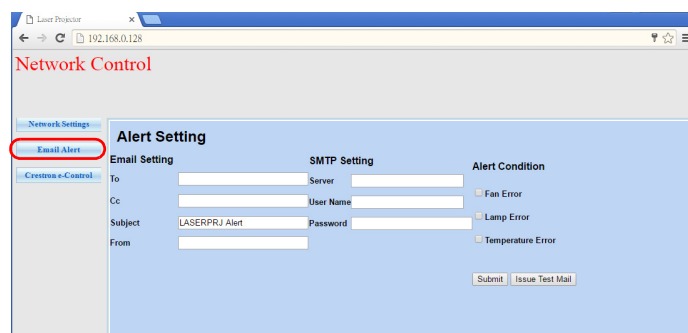 Laser Projector
192.168.0.128
Network Control
Network Settings
Email Alert
Crestron e-Control
Alert Setting
Email Setting
To
Cc
Subject LASERPRJ Alert
From
SMTP Setting
Server
User Name
Password
Alert Condition
Fan Error
Lamp Error
Temperature Error
Submit Issue Test Mail